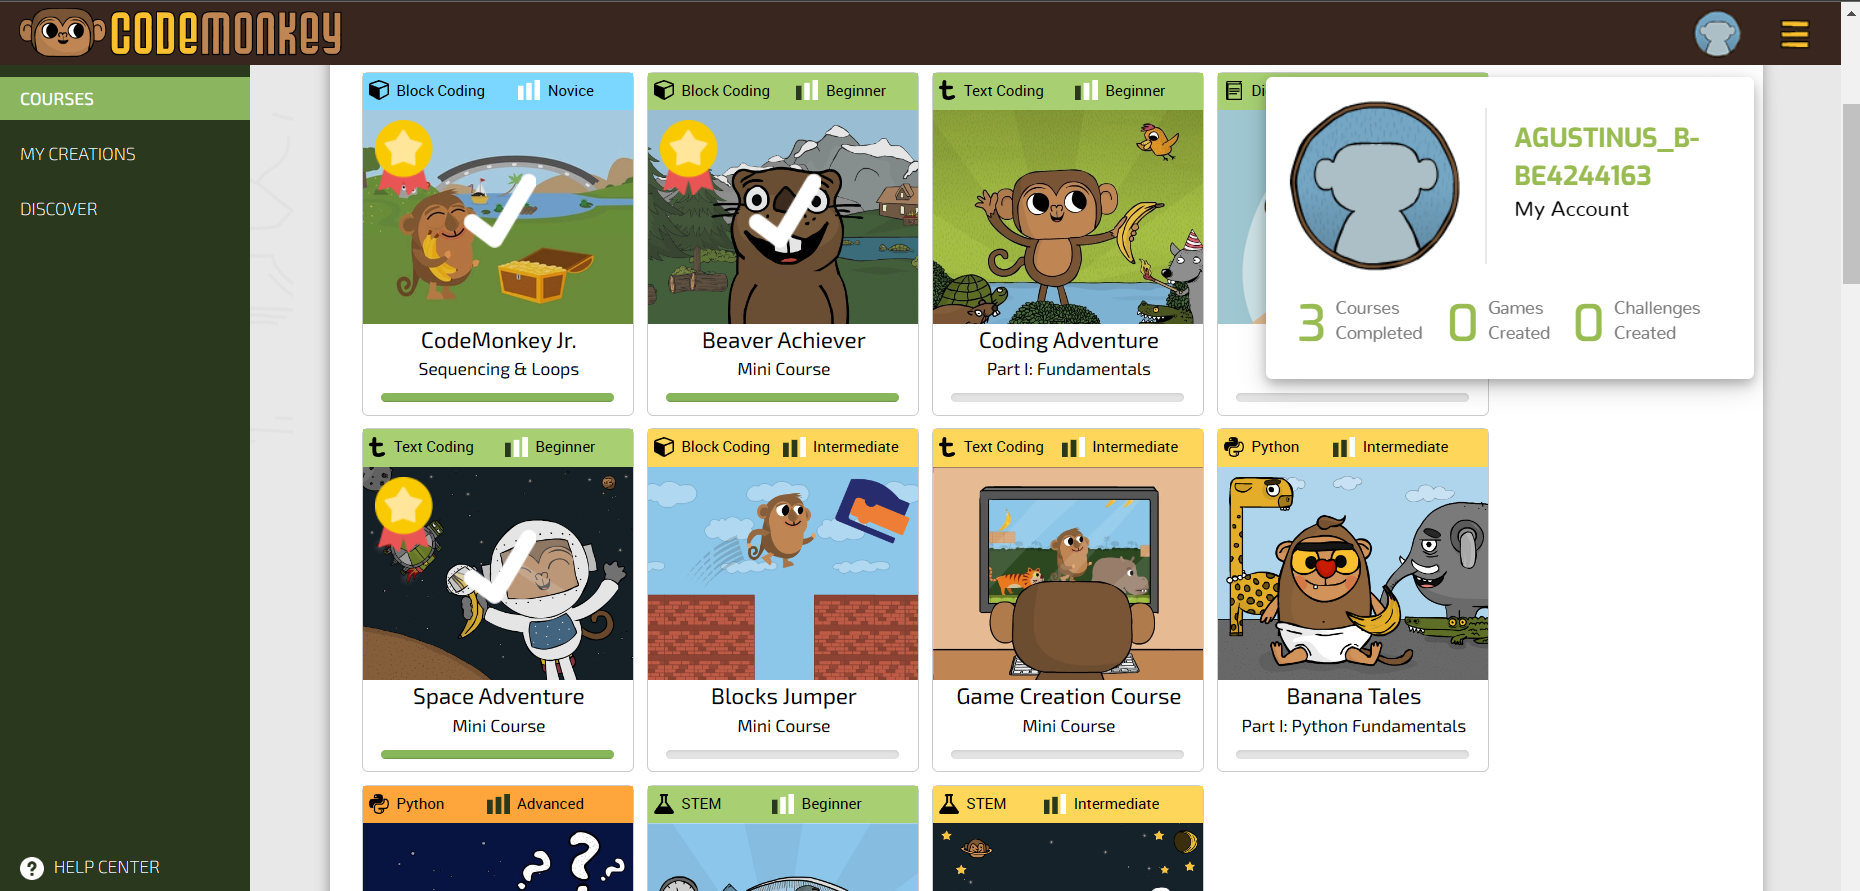 CODEMONKEY
COURSES
MY CREATIONS
DISCOVER
HELP CENTER
Block Coding Novice
CodeMonkey Jr.
Sequencing & Loops
Block Coding Beginner
Beaver Achiever
Mini Course
Text Coding Beginner
Coding Adventure
Part I: Fundamentals
Di
AGUSTINUS_B-
BE4244163
My Account
3 Courses Completed
0 Games Created
0 Challenges Created
Text Coding Beginner
Space Adventure
Mini Course
Block Coding Intermediate
Blocks Jumper
Mini Course
Text Coding Intermediate
Game Creation Course
Mini Course
Python Intermediate
Banana Tales
Part I: Python Fundamentals
Python Advanced
STEM Beginner
STEM Intermediate